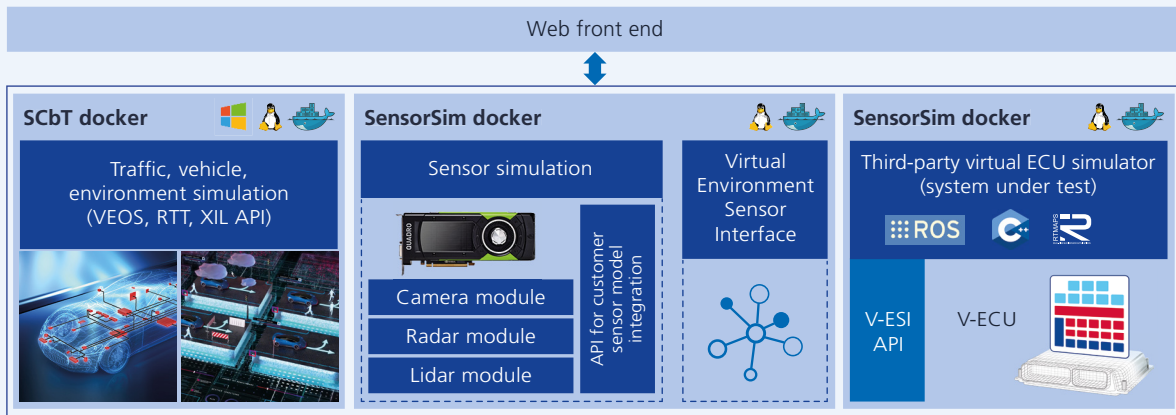 Web front end
SCbT docker
Traffic, vehicle,
environment simulation
(VEOS, RTT, XIL API)
SensorSim docker
Sensor simulation
QUADRO
Camera module
Radar module
Lidar module
API for customer
sensor model
integration
Virtual
Environment
Sensor
Interface
SensorSim docker
Third-party virtual ECU simulator
(system under test)
ROS
C++
RTMAPS
V-ESI
API
V-ECU